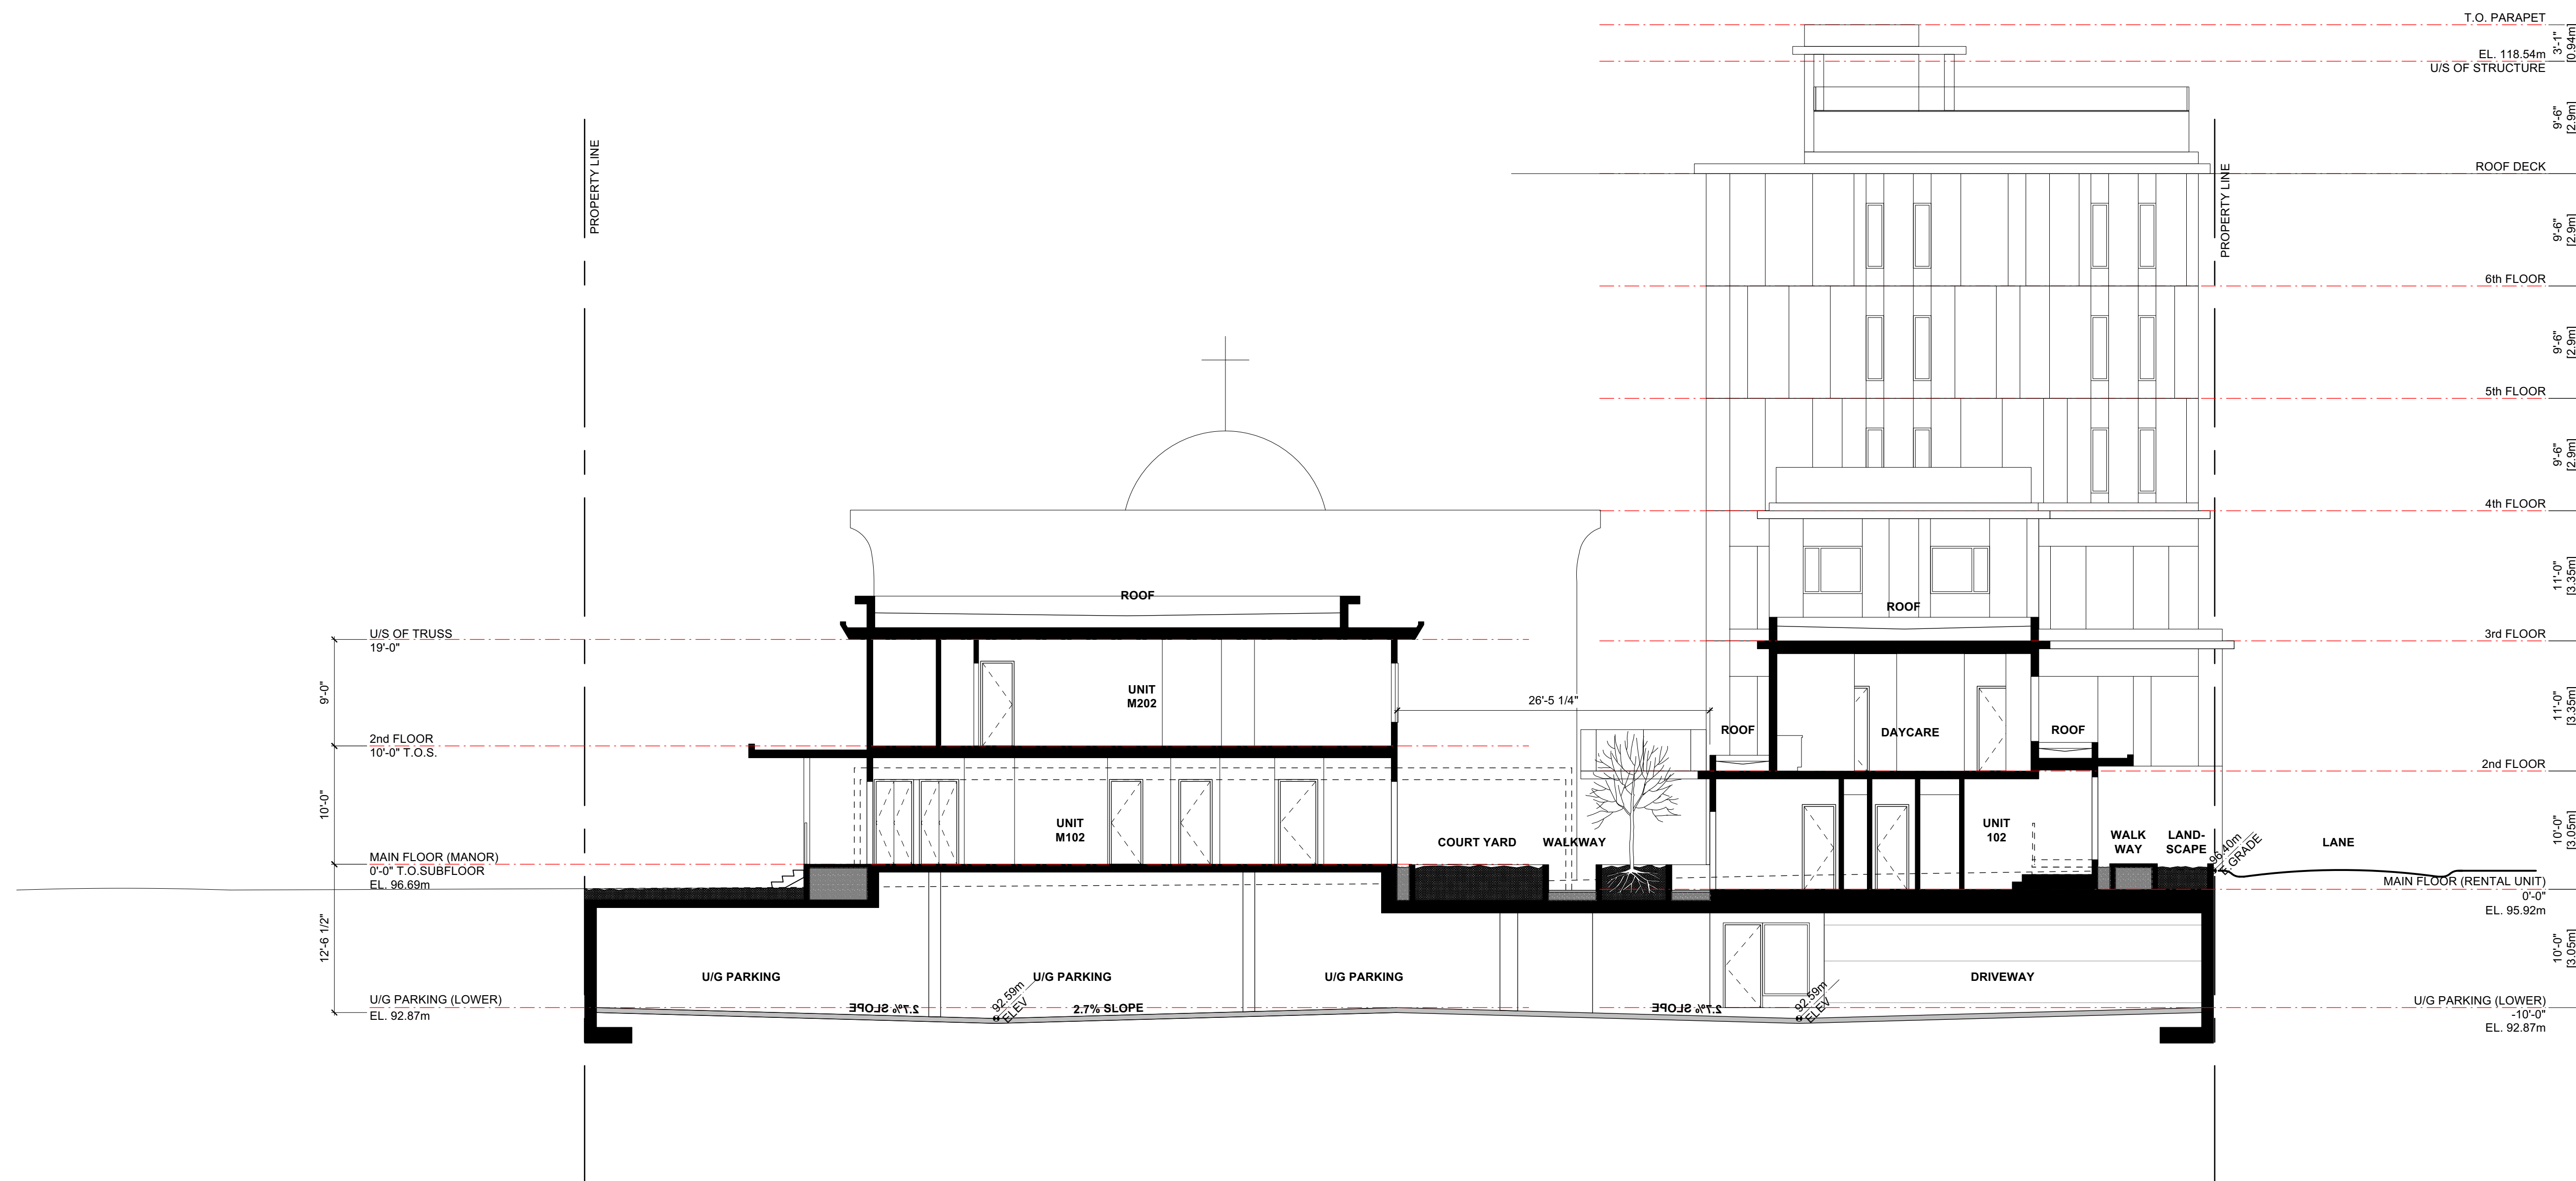 T.O. PARAPET
3'-1"
[0.94m]
EL. 118.54m
U/S OF STRUCTURE
9'-6"
[2.9m]
ROOF DECK
9'-6"
[2.9m]
6th FLOOR
9'-6"
[2.9m]
5th FLOOR
9'-6"
[2.9m]
4th FLOOR
11'-0"
[3.35m]
3rd FLOOR
11'-0"
[3.35m]
2nd FLOOR
10'-0"
[3.05m]
MAIN FLOOR (RENTAL UNIT)
0'-0"
EL. 95.92m
10'-0"
[3.05m]
U/G PARKING (LOWER)
-10'-0"
EL. 92.87m
PROPERTY LINE
PROPERTY LINE
U/S OF TRUSS
19'-0"
9'-0"
2nd FLOOR
10'-0" T.O.S.
10'-0"
MAIN FLOOR (MANOR)
0'-0" T.O.SUBFLOOR
EL. 96.69m
12'-6 1/2"
U/G PARKING (LOWER)
EL. 92.87m
ROOF
UNIT
M202
UNIT
M102
26'-5 1/4"
COURT YARD
WALKWAY
ROOF
ROOF
DAYCARE
ROOF
UNIT
102
WALK
WAY
LAND-
SCAPE
96.40m
E. GRADE
LANE
U/G PARKING
U/G PARKING
U/G PARKING
DRIVEWAY
2.7% SLOPE
92.59m
ELEV
2.7% SLOPE
2.7% SLOPE
92.59m
ELEV